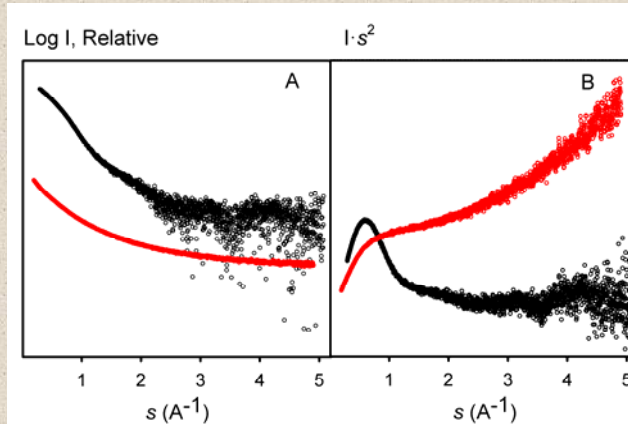 Log I, Relative
I·s²
A
B
1 2 3 4 5
1 2 3 4 5
s (A⁻¹)
s (A⁻¹)